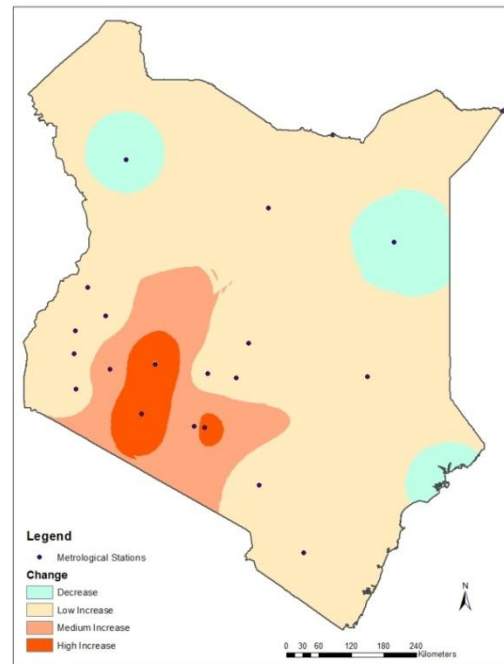 Legend
Metrological Stations
Change
Decrease
Low Increase
Medium Increase
High Increase
N
0 30 60 120 180 240
Kilometers